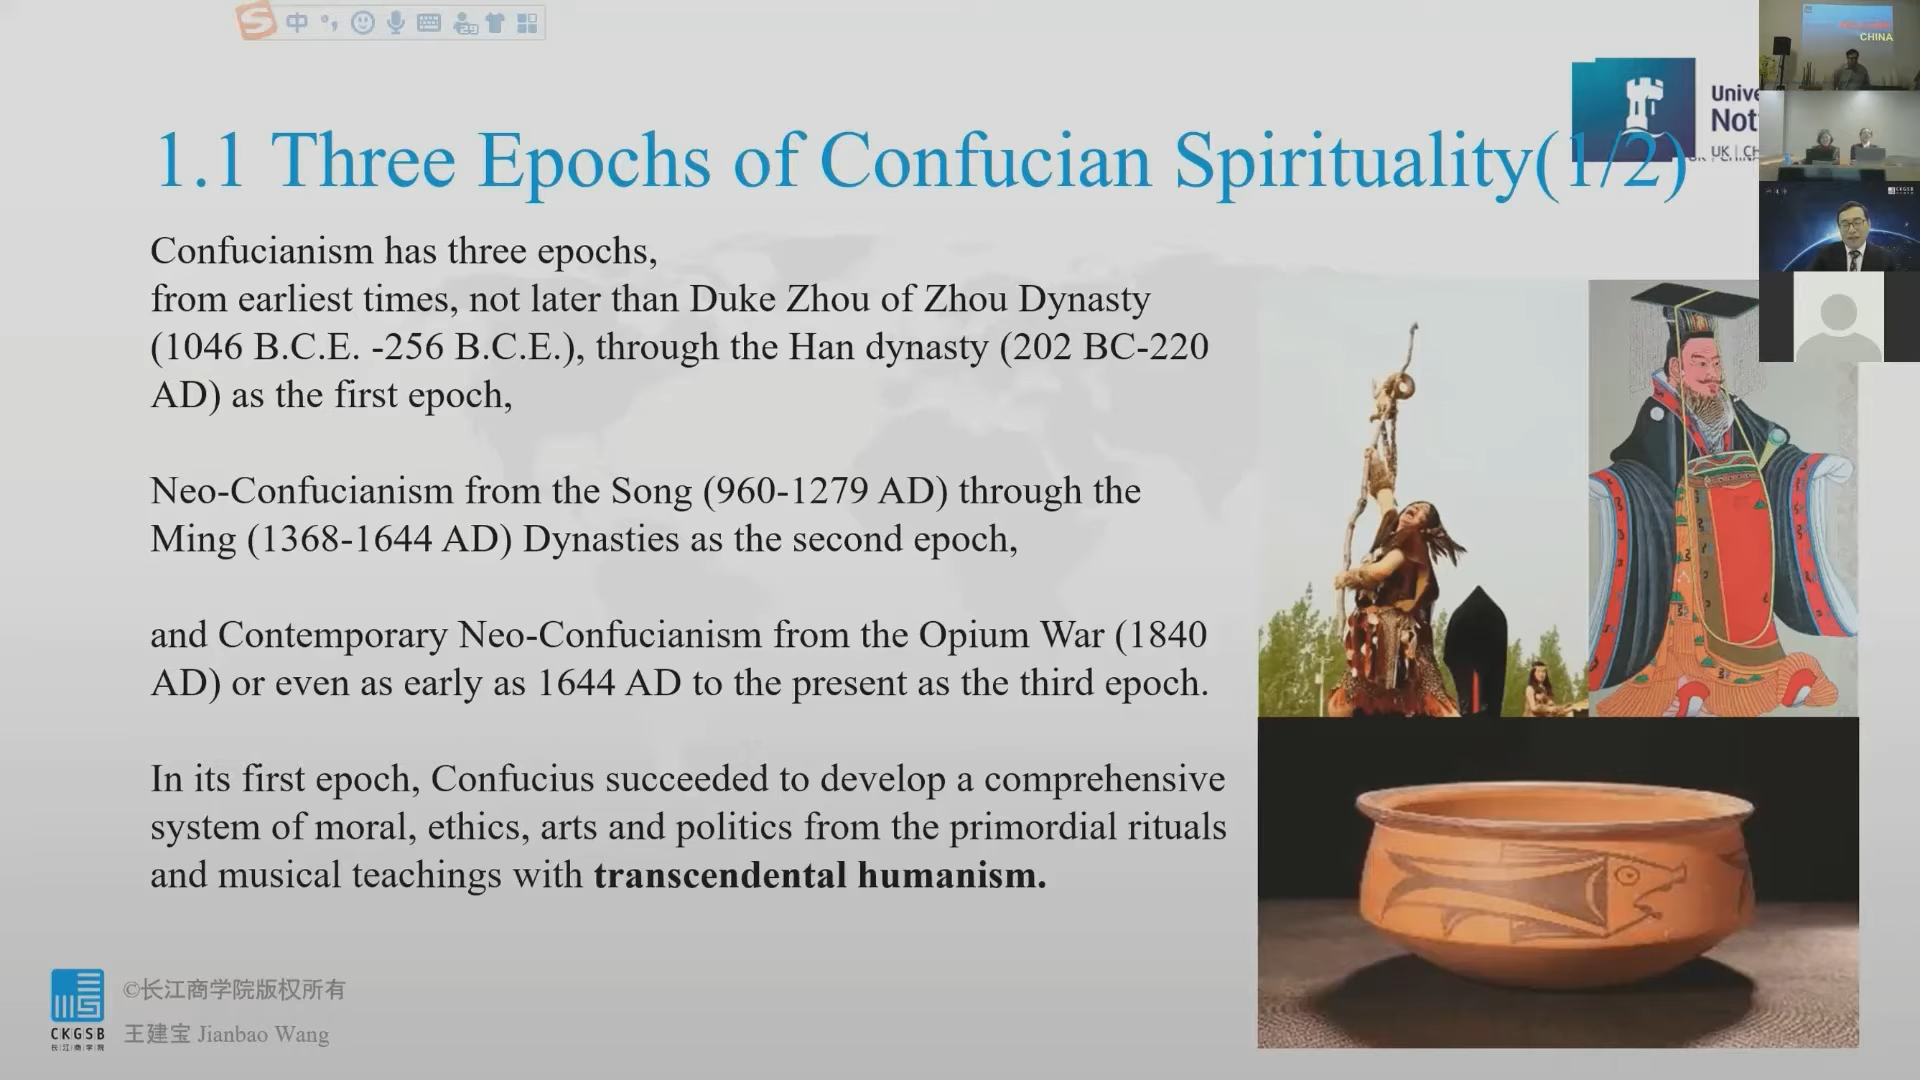 中
29
CHINA
Unive
Not
UK | CH
1.1 Three Epochs of Confucian Spirituality(1/2)
Confucianism has three epochs,
from earliest times, not later than Duke Zhou of Zhou Dynasty
(1046 B.C.E. -256 B.C.E.), through the Han dynasty (202 BC-220
AD) as the first epoch,
Neo-Confucianism from the Song (960-1279 AD) through the
Ming (1368-1644 AD) Dynasties as the second epoch,
and Contemporary Neo-Confucianism from the Opium War (1840
AD) or even as early as 1644 AD to the present as the third epoch.
In its first epoch, Confucius succeeded to develop a comprehensive
system of moral, ethics, arts and politics from the primordial rituals
and musical teachings with transcendental humanism.
©长江商学院版权所有
CKGSB
长江商学院
王建宝 Jianbao Wang